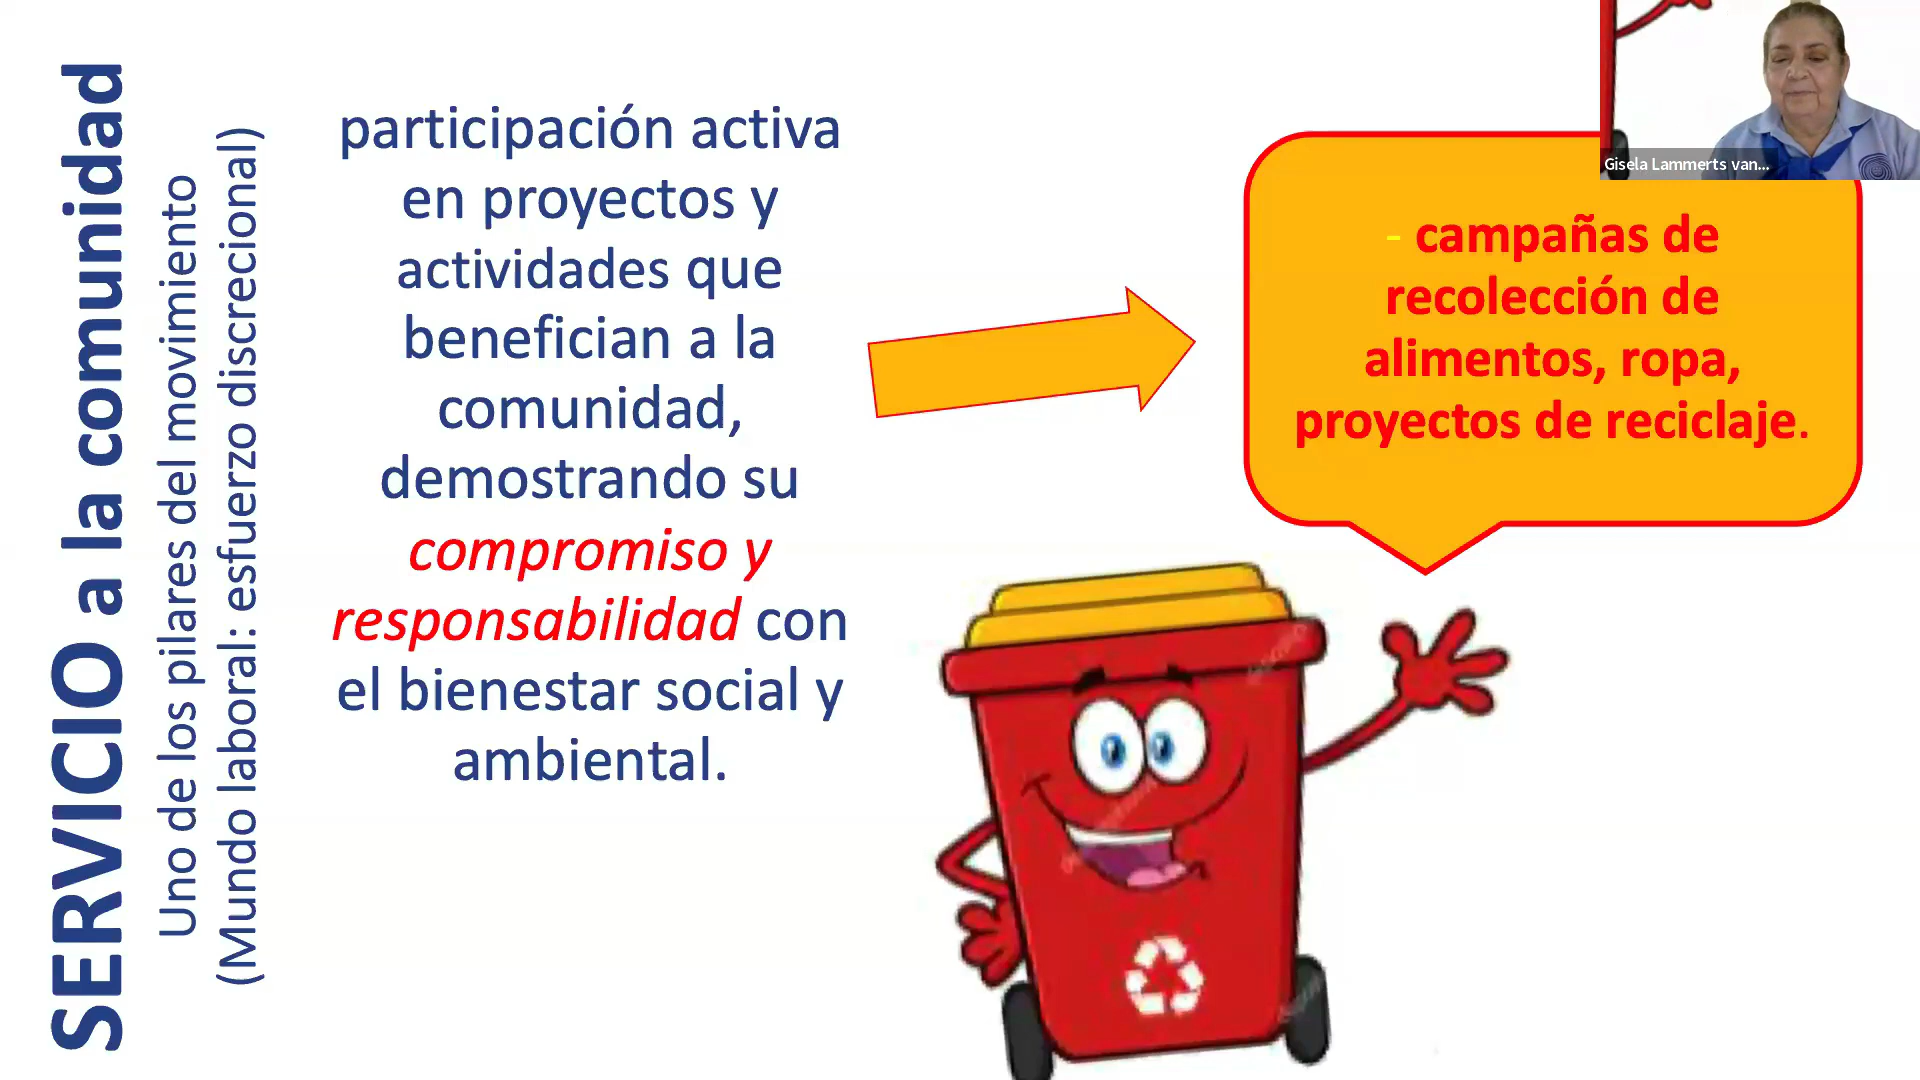 SERVICIO a la comunidad
Uno de los pilares del movimiento
(Mundo laboral: esfuerzo discrecional)
participación activa
en proyectos y
actividades que
benefician a la
comunidad,
demostrando su
compromiso y
responsabilidad con
el bienestar social y
ambiental.
- campañas de
recolección de
alimentos, ropa,
proyectos de reciclaje.
Gisela Lammerts van...